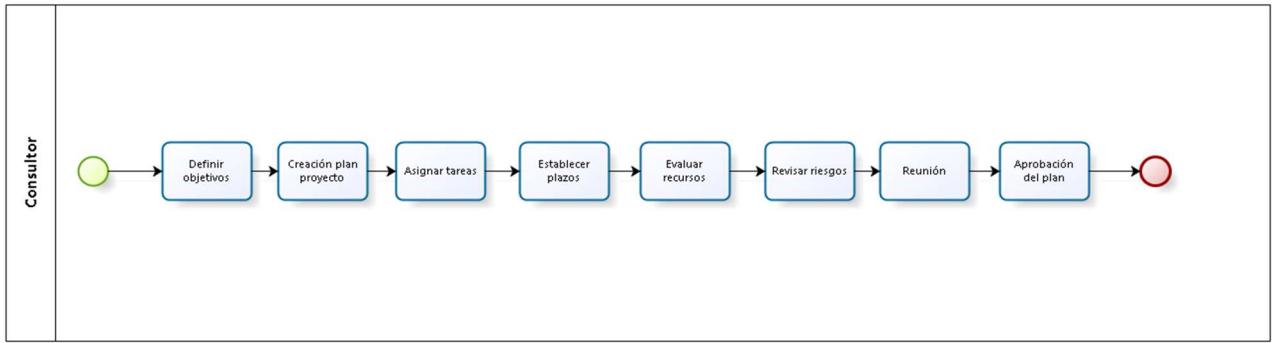 Consultor
Definir
objetivos
Creación plan
proyecto
Asignar tareas
Establecer
plazos
Evaluar
recursos
Revisar riesgos
Reunión
Aprobación
del plan